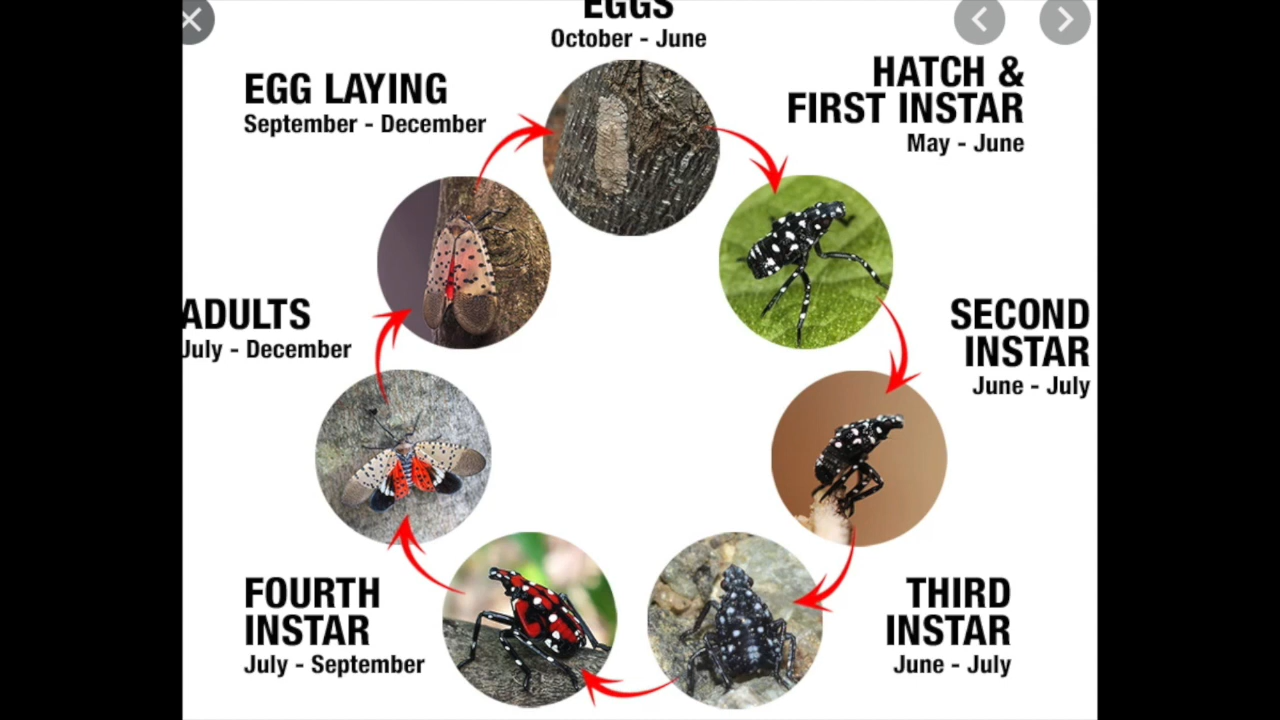 EGGS
October - June
EGG LAYING
September - December
HATCH &
FIRST INSTAR
May - June
ADULTS
July - December
SECOND
INSTAR
June - July
FOURTH
INSTAR
July - September
THIRD
INSTAR
June - July